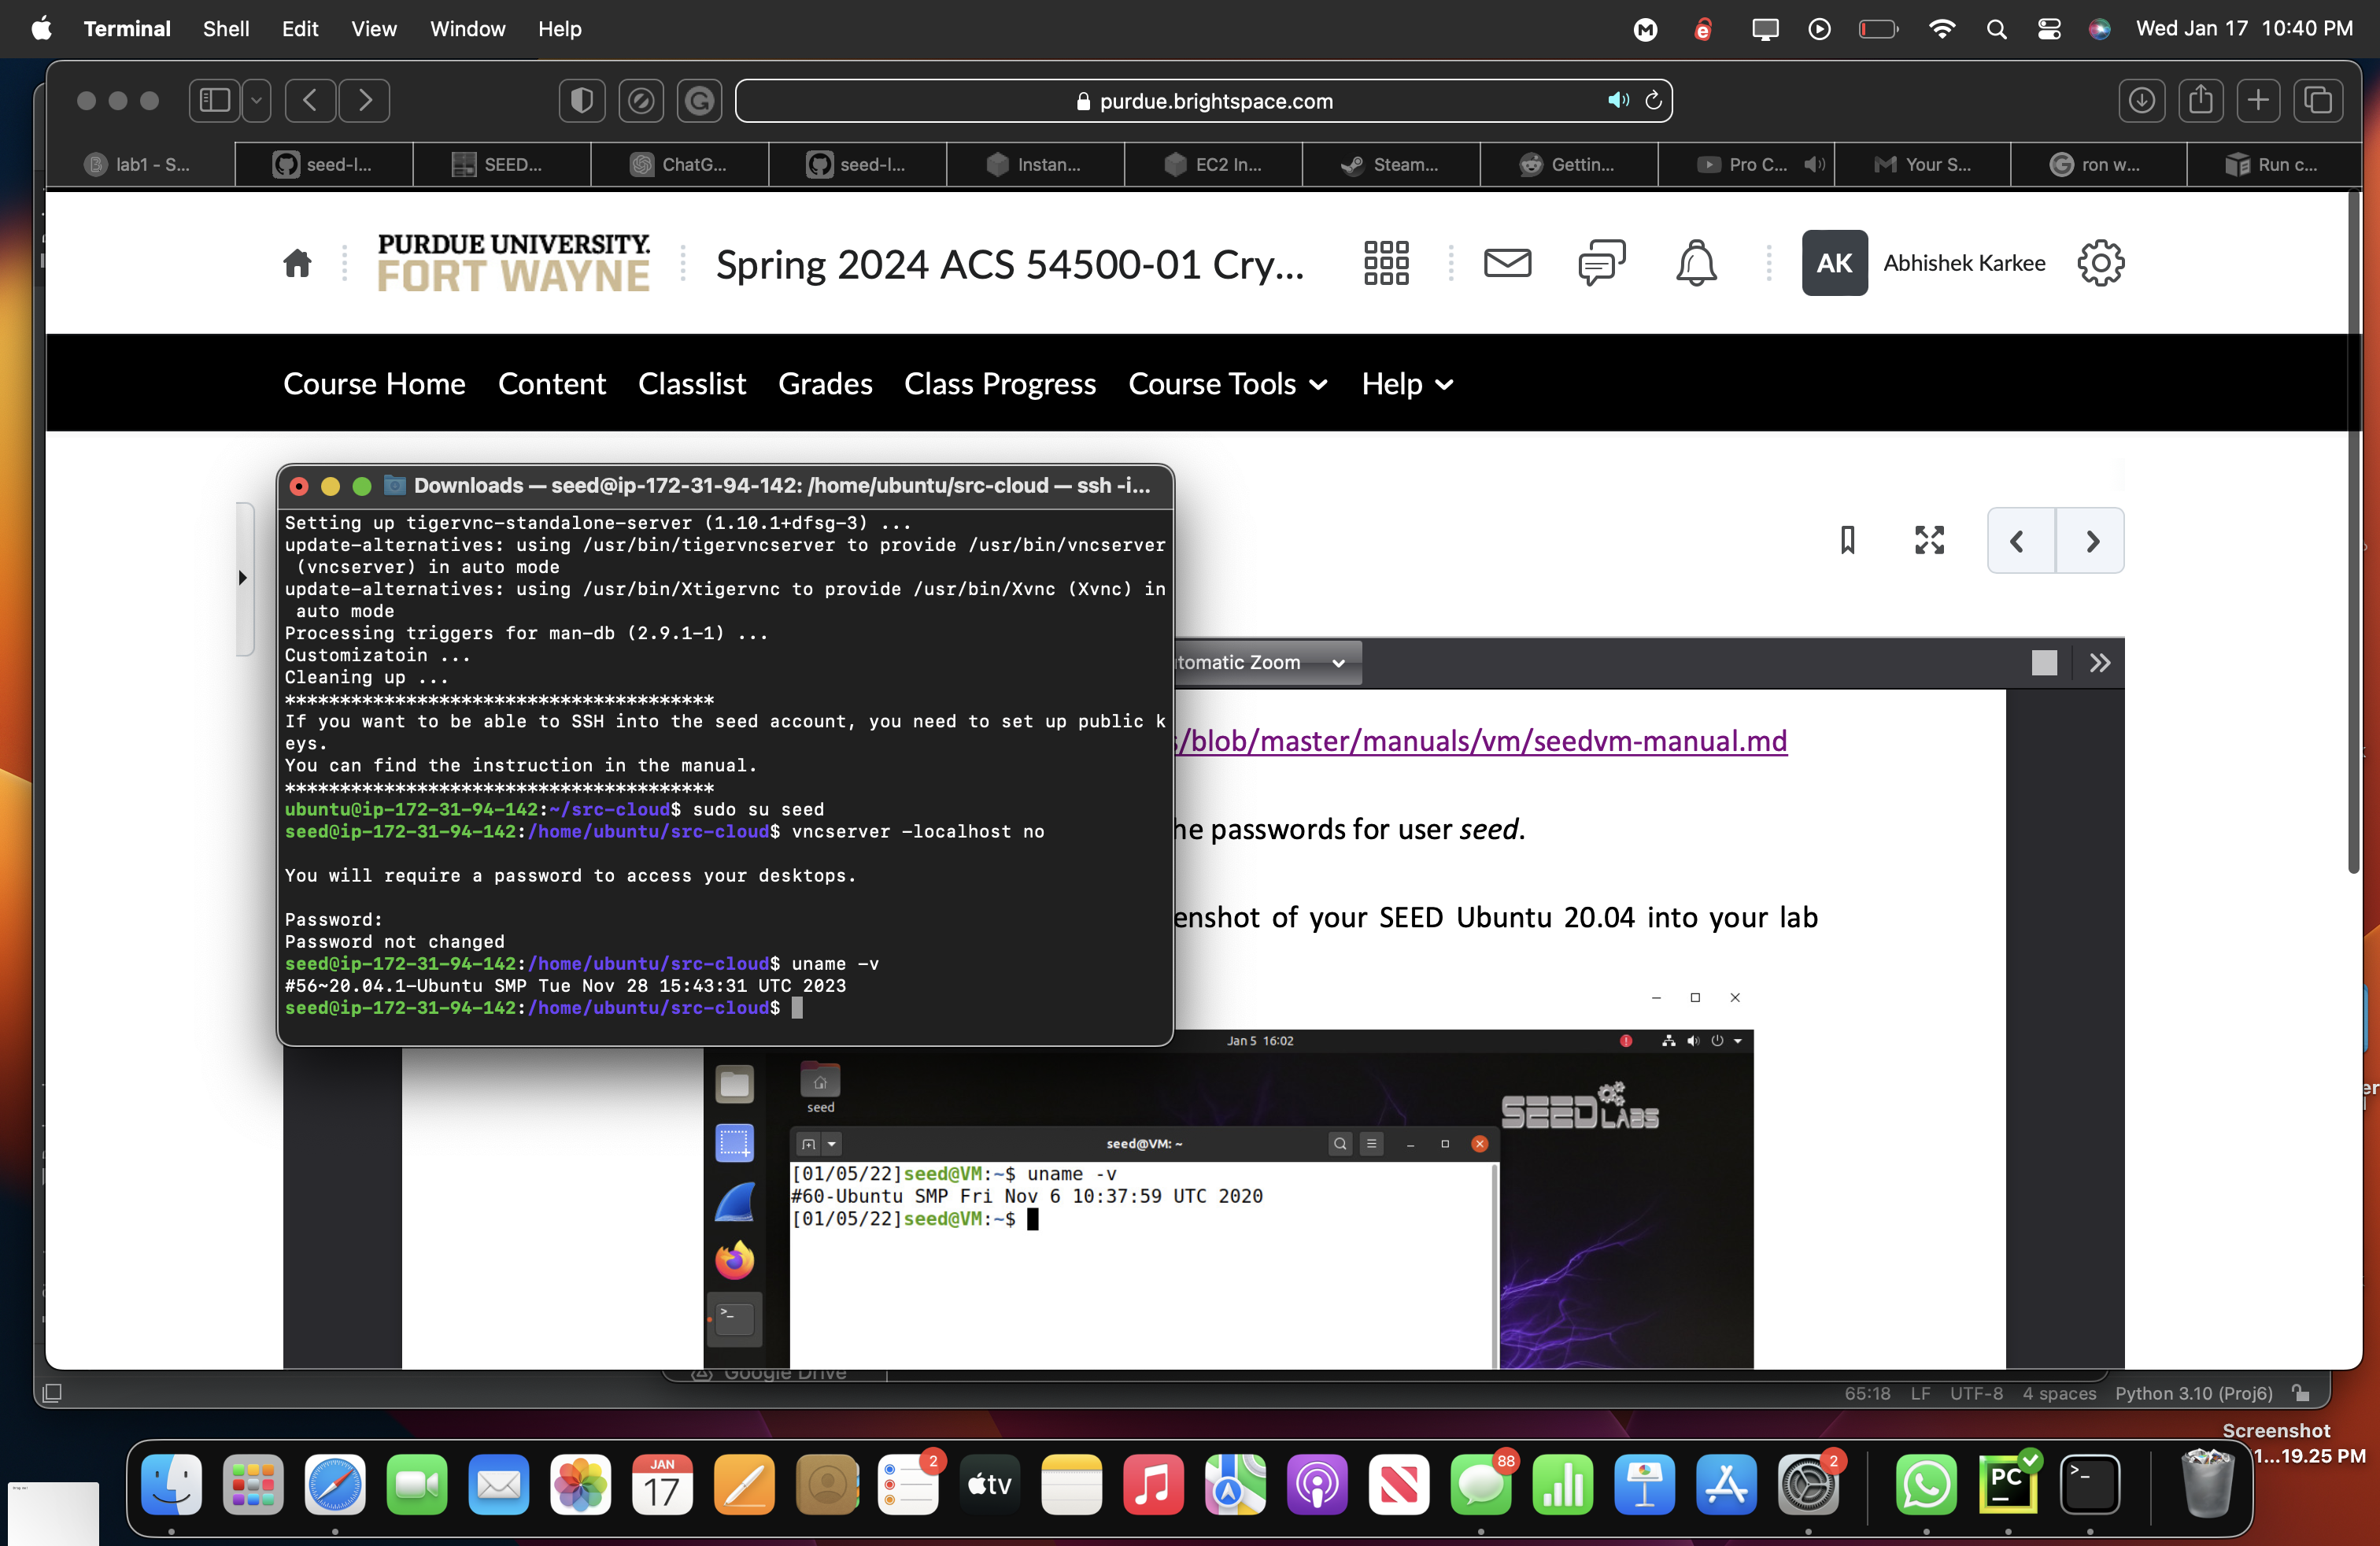 Terminal Shell Edit View Window Help Wed Jan 17 10:40 PM
purdue.brightspace.com
lab1 - S... seed-l... SEED... ChatG... seed-l... Instan... EC2 In... Steam... Gettin... Pro C... Your S... ron w... Run c...
PURDUE UNIVERSITY.
FORT WAYNE
Spring 2024 ACS 54500-01 Cry...
AK Abhishek Karkee
Course Home Content Classlist Grades Class Progress Course Tools Help
Downloads — seed@ip-172-31-94-142: /home/ubuntu/src-cloud — ssh -i...
Setting up tigervnc-standalone-server (1.10.1+dfsg-3) ...
update-alternatives: using /usr/bin/tigervncserver to provide /usr/bin/vncserver
(vncserver) in auto mode
update-alternatives: using /usr/bin/Xtigervnc to provide /usr/bin/Xvnc (Xvnc) in
auto mode
Processing triggers for man-db (2.9.1-1) ...
Customizatoin ...
Cleaning up ...
***************************************
If you want to be able to SSH into the seed account, you need to set up public k
eys.
You can find the instruction in the manual.
***************************************
ubuntu@ip-172-31-94-142:~/src-cloud$ sudo su seed
seed@ip-172-31-94-142:/home/ubuntu/src-cloud$ vncserver -localhost no
You will require a password to access your desktops.
Password:
Password not changed
seed@ip-172-31-94-142:/home/ubuntu/src-cloud$ uname -v
#56~20.04.1-Ubuntu SMP Tue Nov 28 15:43:31 UTC 2023
seed@ip-172-31-94-142:/home/ubuntu/src-cloud$
tomatic Zoom
s/blob/master/manuals/vm/seedvm-manual.md
he passwords for user seed.
enshot of your SEED Ubuntu 20.04 into your lab
Jan 5 16:02
seed
SEEDLABS
seed@VM: ~
[01/05/22]seed@VM:~$ uname -v
#60-Ubuntu SMP Fri Nov 6 10:37:59 UTC 2020
[01/05/22]seed@VM:~$
Google Drive
65:18 LF UTF-8 4 spaces Python 3.10 (Proj6)
Screenshot
1...19.25 PM
JAN
17
2
tv
88
2
PC